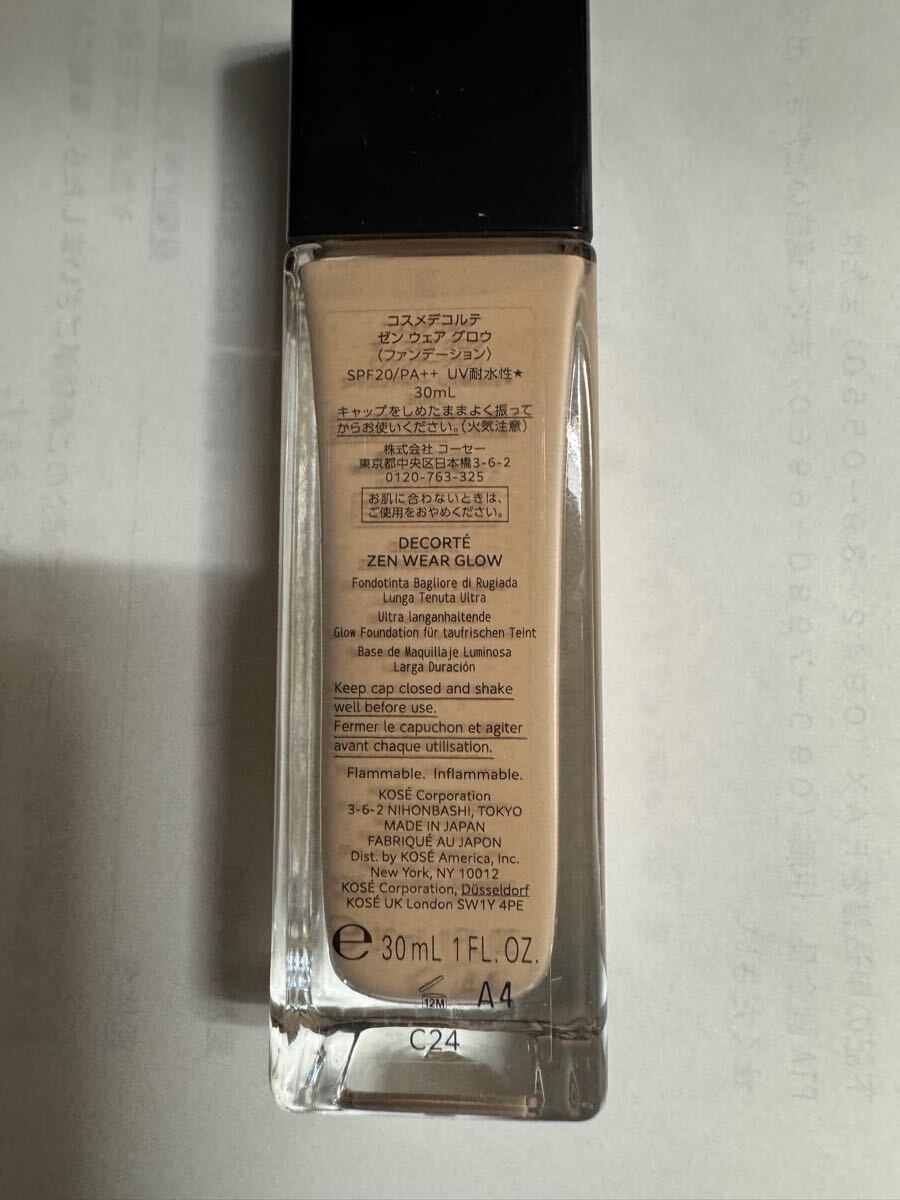 コスメデコルテ
ゼン ウェア グロウ
〈ファンデーション〉
SPF20/PA++ UV耐水性★
30mL
キャップをしめたままよく振って
からお使いください。(火気注意)
株式会社 コーセー
東京都中央区日本橋3-6-2
0120-763-325
お肌に合わないときは、
ご使用をおやめください。
DECORTÉ
ZEN WEAR GLOW
Fondotinta Bagliore di Rugiada
Lunga Tenuta Ultra
Ultra langanhaltende
Glow Foundation für taufrischen Teint
Base de Maquillaje Luminosa
Larga Duración
Keep cap closed and shake
well before use.
Fermer le capuchon et agiter
avant chaque utilisation.
Flammable. Inflammable.
KOSÉ Corporation
3-6-2 NIHONBASHI, TOKYO
MADE IN JAPAN
FABRIQUÉ AU JAPON
Dist. by KOSÉ America, Inc.
New York, NY 10012
KOSÉ Corporation, Düsseldorf
KOSÉ UK London SW1Y 4PE
e 30mL 1 FL. OZ.
12M A4
C24